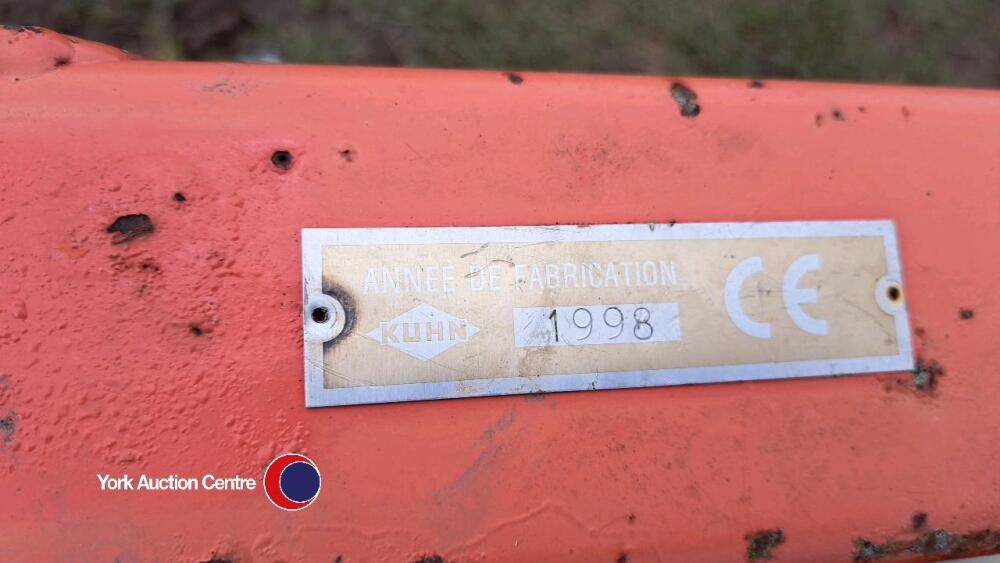 ANNEE DE FABRICATION
KUHN
1998
CE
York Auction Centre